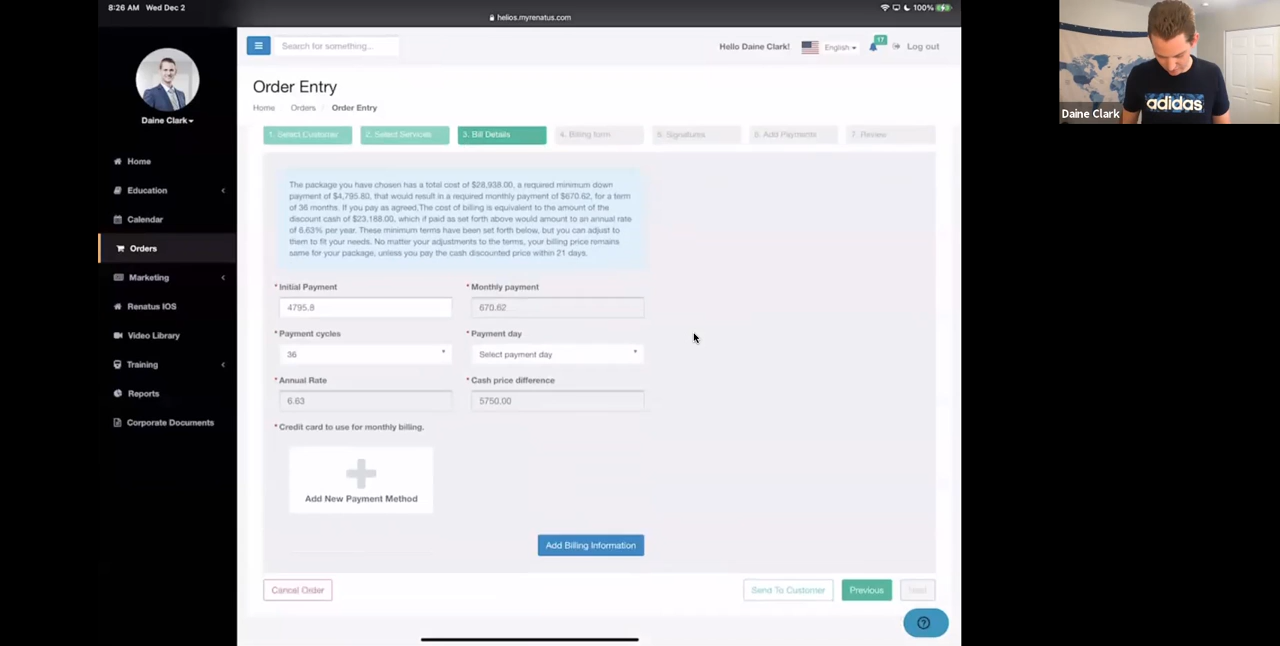 8:26 AM Wed Dec 2
100%
helios.myrenatus.com
Search for something...
Hello Daine Clark!
English
17
Log out
Daine Clark
Home
Education
Calendar
Orders
Marketing
Renatus IOS
Video Library
Training
Reports
Corporate Documents
Order Entry
Home / Orders / Order Entry
1. Select Customer
2. Select Services
3. Bill Details
4. Billing form
5. Signatures
6. Add Payments
7. Review
The package you have chosen has a total cost of $28,938.00, a required minimum down
payment of $4,795.80, that would result in a required monthly payment of $670.62, for a term
of 36 months. If you pay as agreed.The cost of billing is equivalent to the amount of the
discount cash of $23,188.00, which if paid as set forth above would amount to an annual rate
of 6.63% per year. These minimum terms have been set forth below, but you can adjust to
them to fit your needs. No matter your adjustments to the terms, your billing price remains
same for your package, unless you pay the cash discounted price within 21 days.
* Initial Payment
4795.8
* Monthly payment
670.62
* Payment cycles
36
* Payment day
Select payment day
* Annual Rate
6.63
* Cash price difference
5750.00
* Credit card to use for monthly billing.
Add New Payment Method
Add Billing Information
Cancel Order
Send To Customer
Previous
Next
adidas
Daine Clark